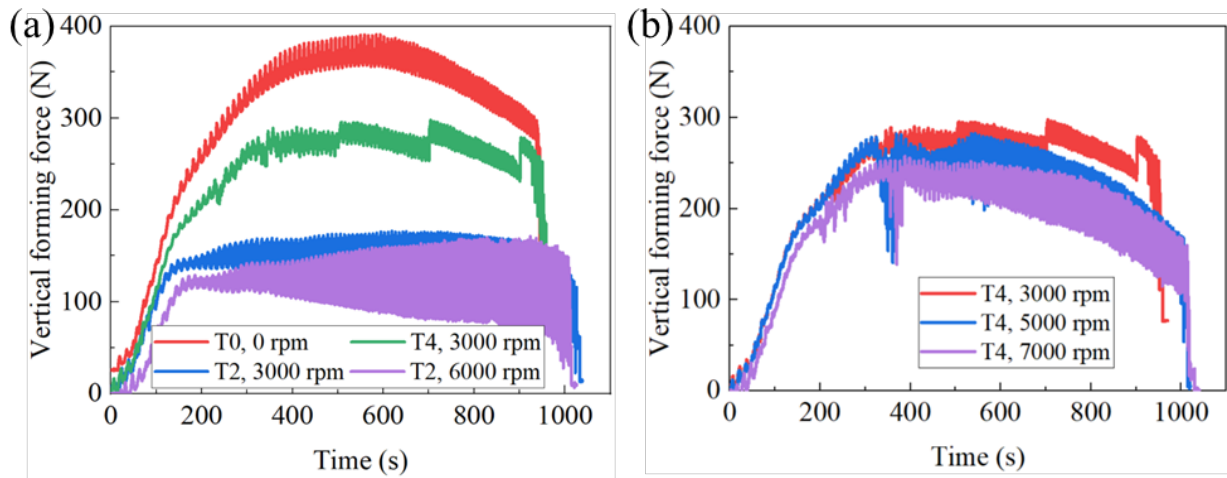 (a)
Vertical forming force (N)
400
300
200
100
0
T0, 0 rpm
T4, 3000 rpm
T2, 3000 rpm
T2, 6000 rpm
0 200 400 600 800 1000
Time (s)
(b)
Vertical forming force (N)
400
300
200
100
0
T4, 3000 rpm
T4, 5000 rpm
T4, 7000 rpm
0 200 400 600 800 1000
Time (s)